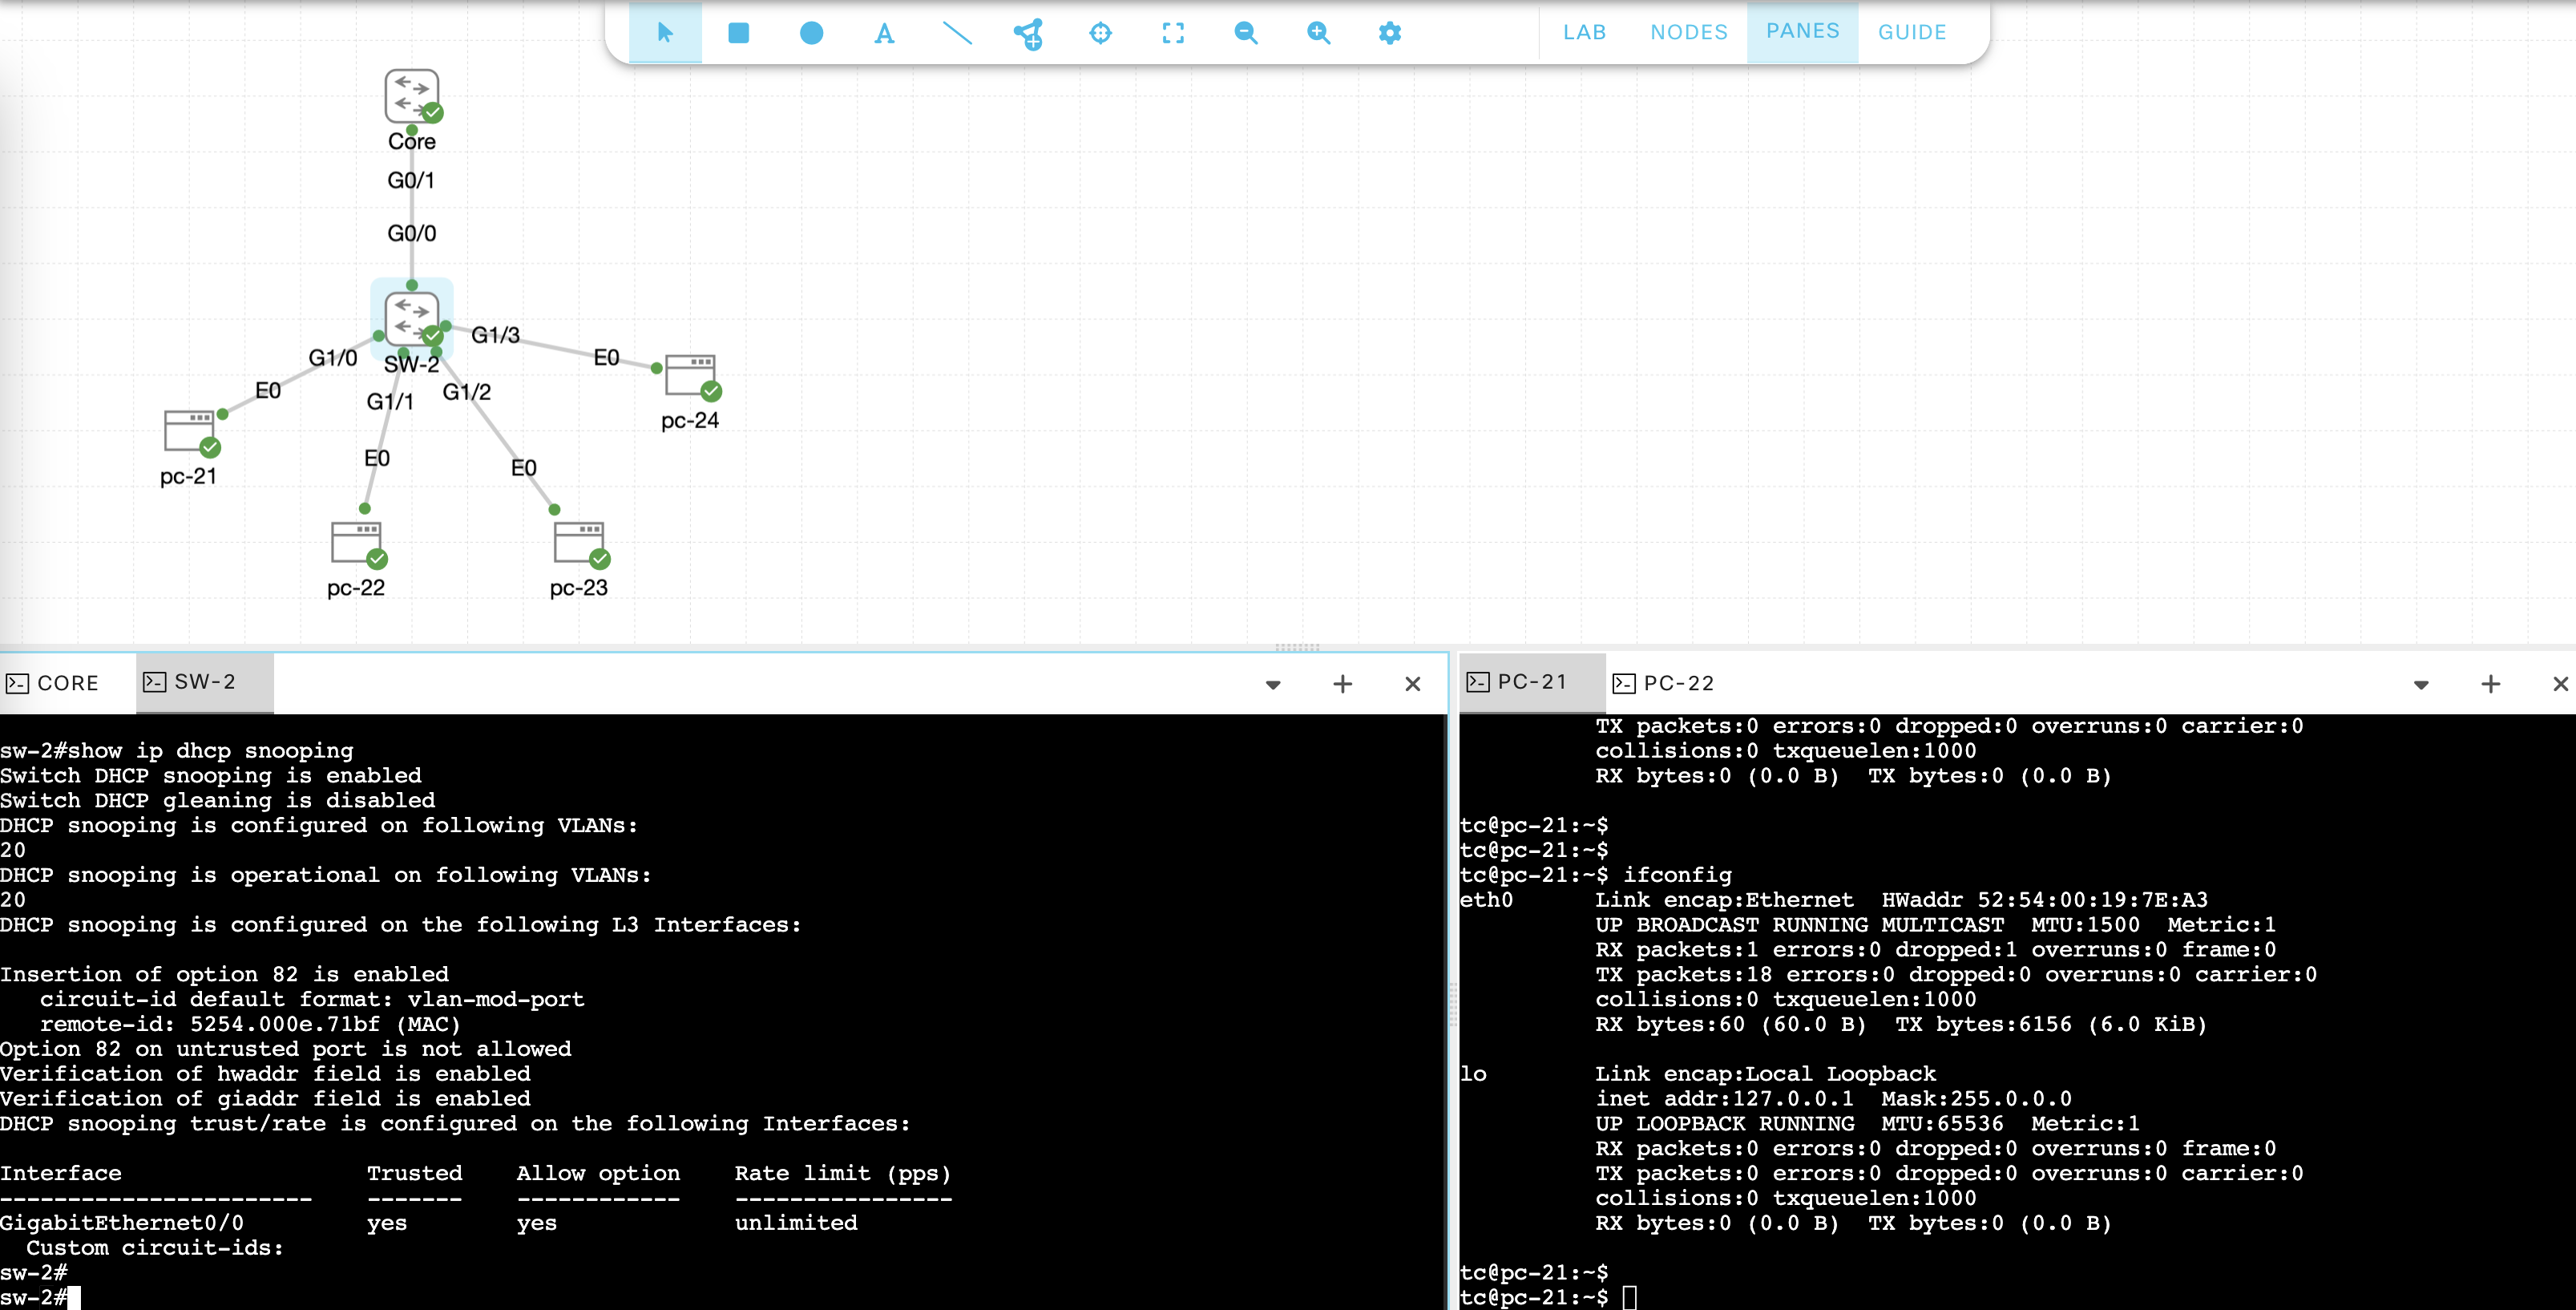 LAB NODES PANES GUIDE
Core
G0/1
G0/0
G1/3
G1/0
SW-2
E0
E0
G1/2
G1/1
pc-24
E0
E0
pc-21
pc-22
pc-23
CORE
SW-2
PC-21
PC-22
sw-2#show ip dhcp snooping
Switch DHCP snooping is enabled
Switch DHCP gleaning is disabled
DHCP snooping is configured on following VLANs:
20
DHCP snooping is operational on following VLANs:
20
DHCP snooping is configured on the following L3 Interfaces:
Insertion of option 82 is enabled
circuit-id default format: vlan-mod-port
remote-id: 5254.000e.71bf (MAC)
Option 82 on untrusted port is not allowed
Verification of hwaddr field is enabled
Verification of giaddr field is enabled
DHCP snooping trust/rate is configured on the following Interfaces:
Interface Trusted Allow option Rate limit (pps)
----------------------- ------- ------------ ----------------
GigabitEthernet0/0 yes yes unlimited
Custom circuit-ids:
sw-2#
sw-2#
TX packets:0 errors:0 dropped:0 overruns:0 carrier:0
collisions:0 txqueuelen:1000
RX bytes:0 (0.0 B) TX bytes:0 (0.0 B)
tc@pc-21:~$
tc@pc-21:~$
tc@pc-21:~$ ifconfig
eth0 Link encap:Ethernet HWaddr 52:54:00:19:7E:A3
UP BROADCAST RUNNING MULTICAST MTU:1500 Metric:1
RX packets:1 errors:0 dropped:1 overruns:0 frame:0
TX packets:18 errors:0 dropped:0 overruns:0 carrier:0
collisions:0 txqueuelen:1000
RX bytes:60 (60.0 B) TX bytes:6156 (6.0 KiB)
lo Link encap:Local Loopback
inet addr:127.0.0.1 Mask:255.0.0.0
UP LOOPBACK RUNNING MTU:65536 Metric:1
RX packets:0 errors:0 dropped:0 overruns:0 frame:0
TX packets:0 errors:0 dropped:0 overruns:0 carrier:0
collisions:0 txqueuelen:1000
RX bytes:0 (0.0 B) TX bytes:0 (0.0 B)
tc@pc-21:~$
tc@pc-21:~$